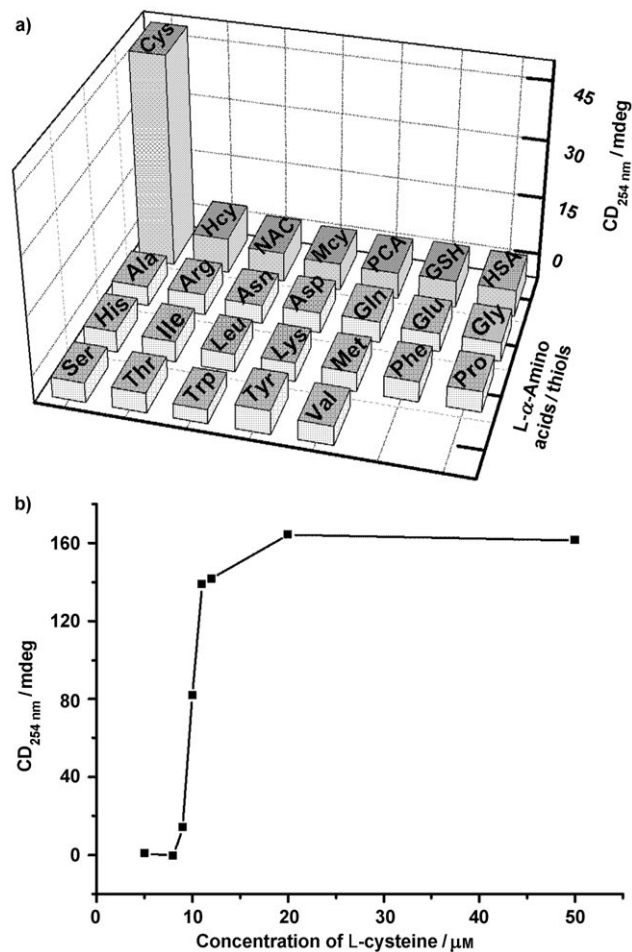 a)
Cys
45
30
15
0
CD254 nm / mdeg
Hcy NAC Mcy PCA GSH HSA
Ala Arg Asn Asp Gln Glu Gly
His Ile Leu Lys Met Phe Pro
Ser Thr Trp Tyr Val
L-α-Amino
acids / thiols
b)
160
120
80
40
0
CD254 nm / mdeg
0 10 20 30 40 50
Concentration of L-cysteine / μM